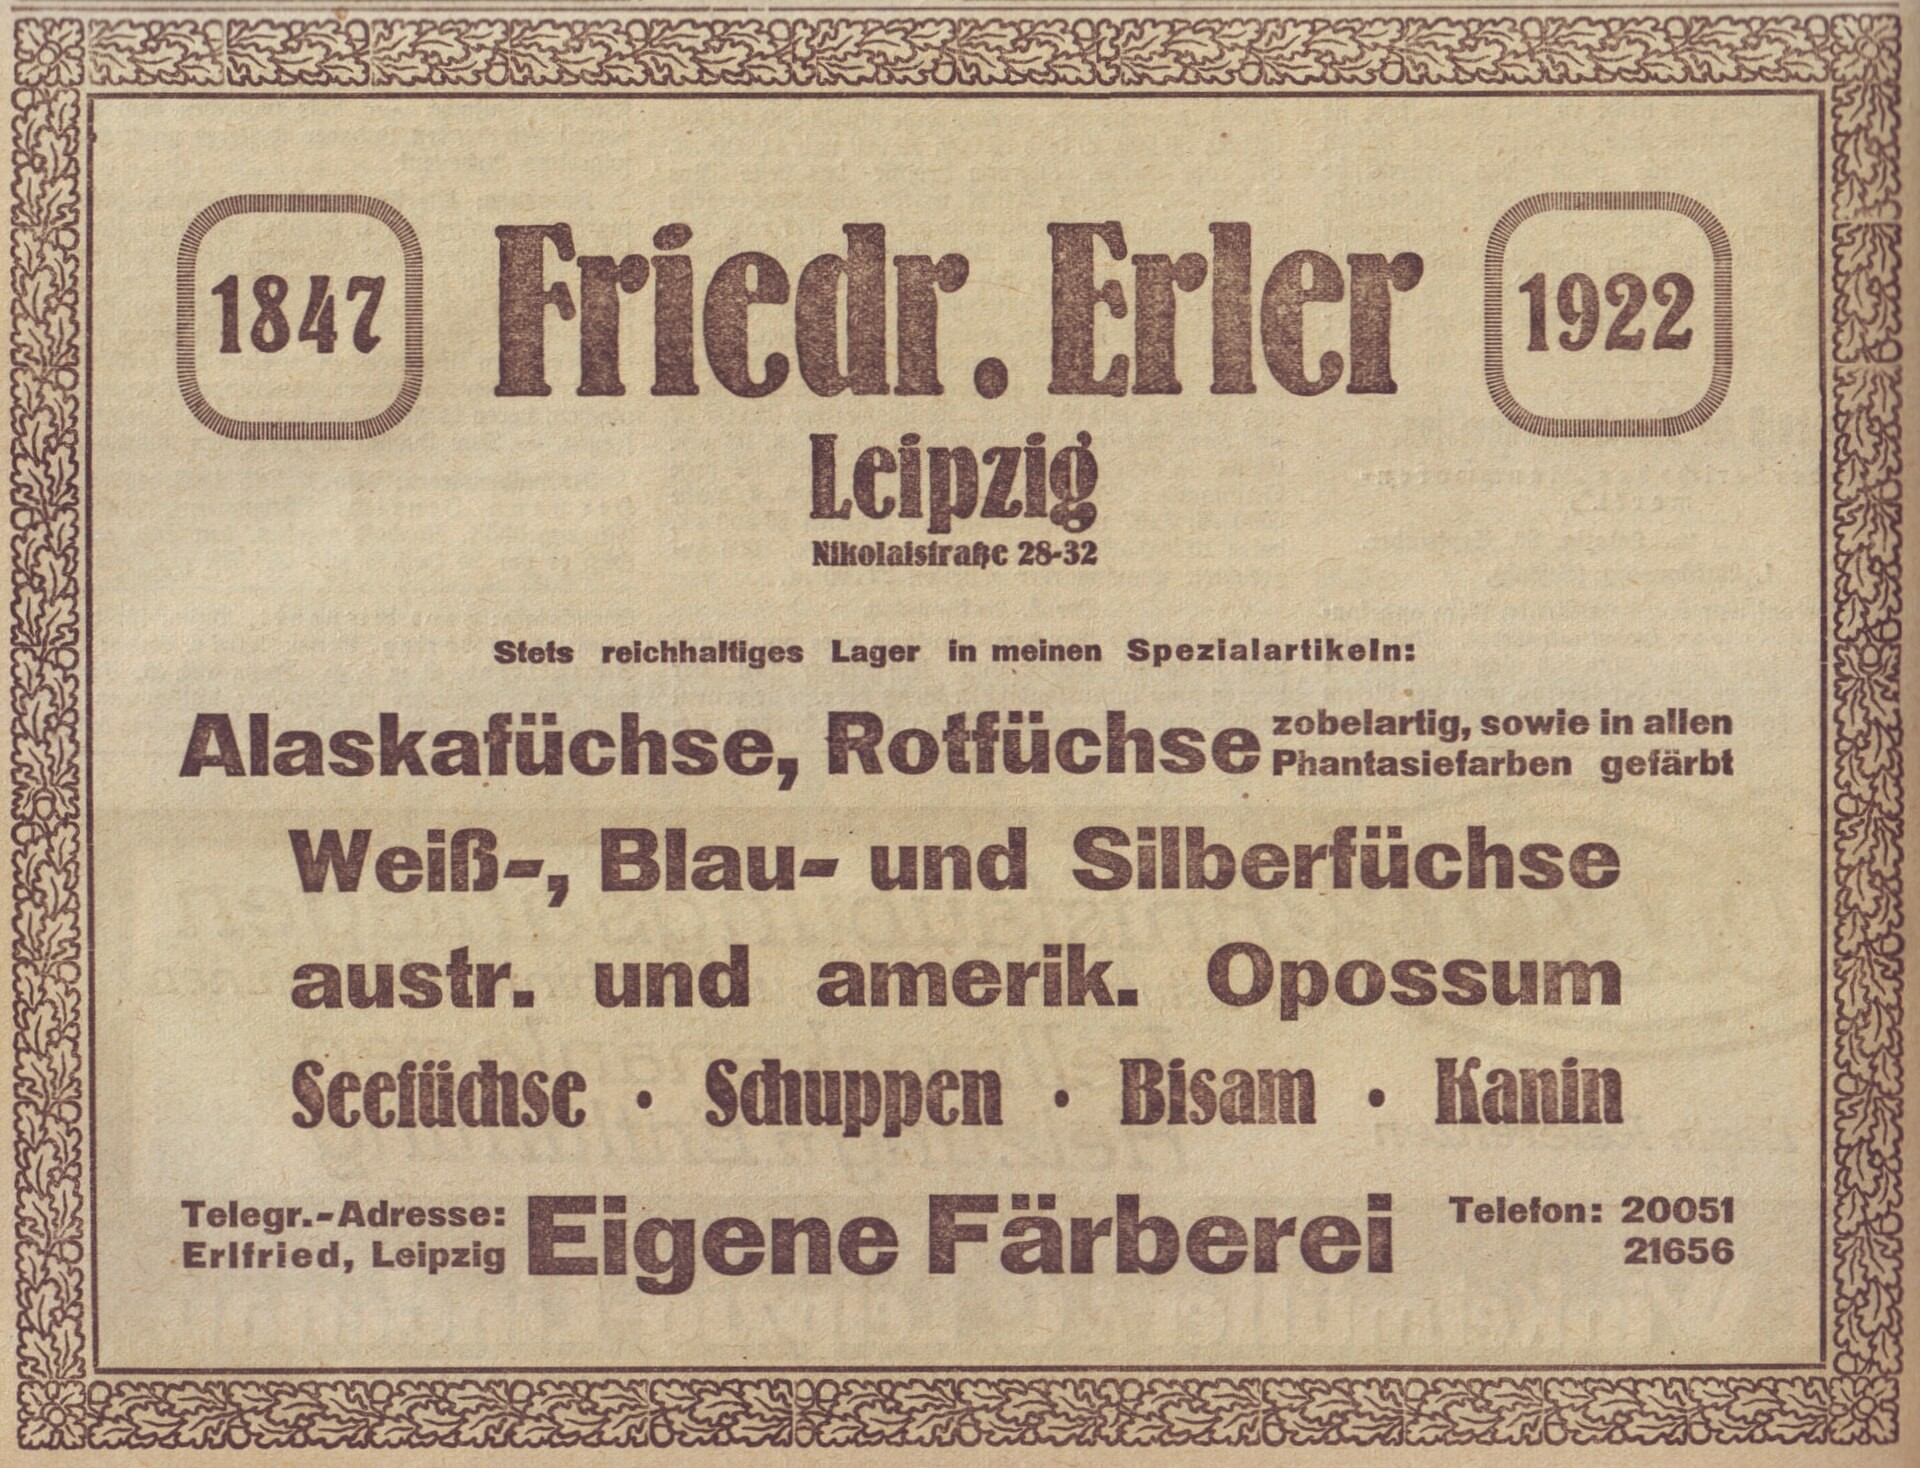 1847
Friedr. Erler
1922
Leipzig
Nikolaistraße 28-32
Stets reichhaltiges Lager in meinen Spezialartikeln:
Alaskafüchse, Rotfüchse zobelartig, sowie in allen
Phantasiefarben gefärbt
Weiß-, Blau- und Silberfüchse
austr. und amerik. Opossum
Seefüchse · Schuppen · Bisam · Kanin
Telegr.-Adresse:
Erlfried, Leipzig
Eigene Färberei
Telefon: 20051
21656